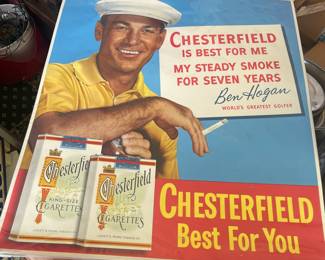 CHESTERFIELD
IS BEST FOR ME
MY STEADY SMOKE
FOR SEVEN YEARS
Ben Hogan
WORLD'S GREATEST GOLFER
Chesterfield
KING-SIZE
CIGARETTES
Chesterfield
CIGARETTES
CHESTERFIELD
Best For You